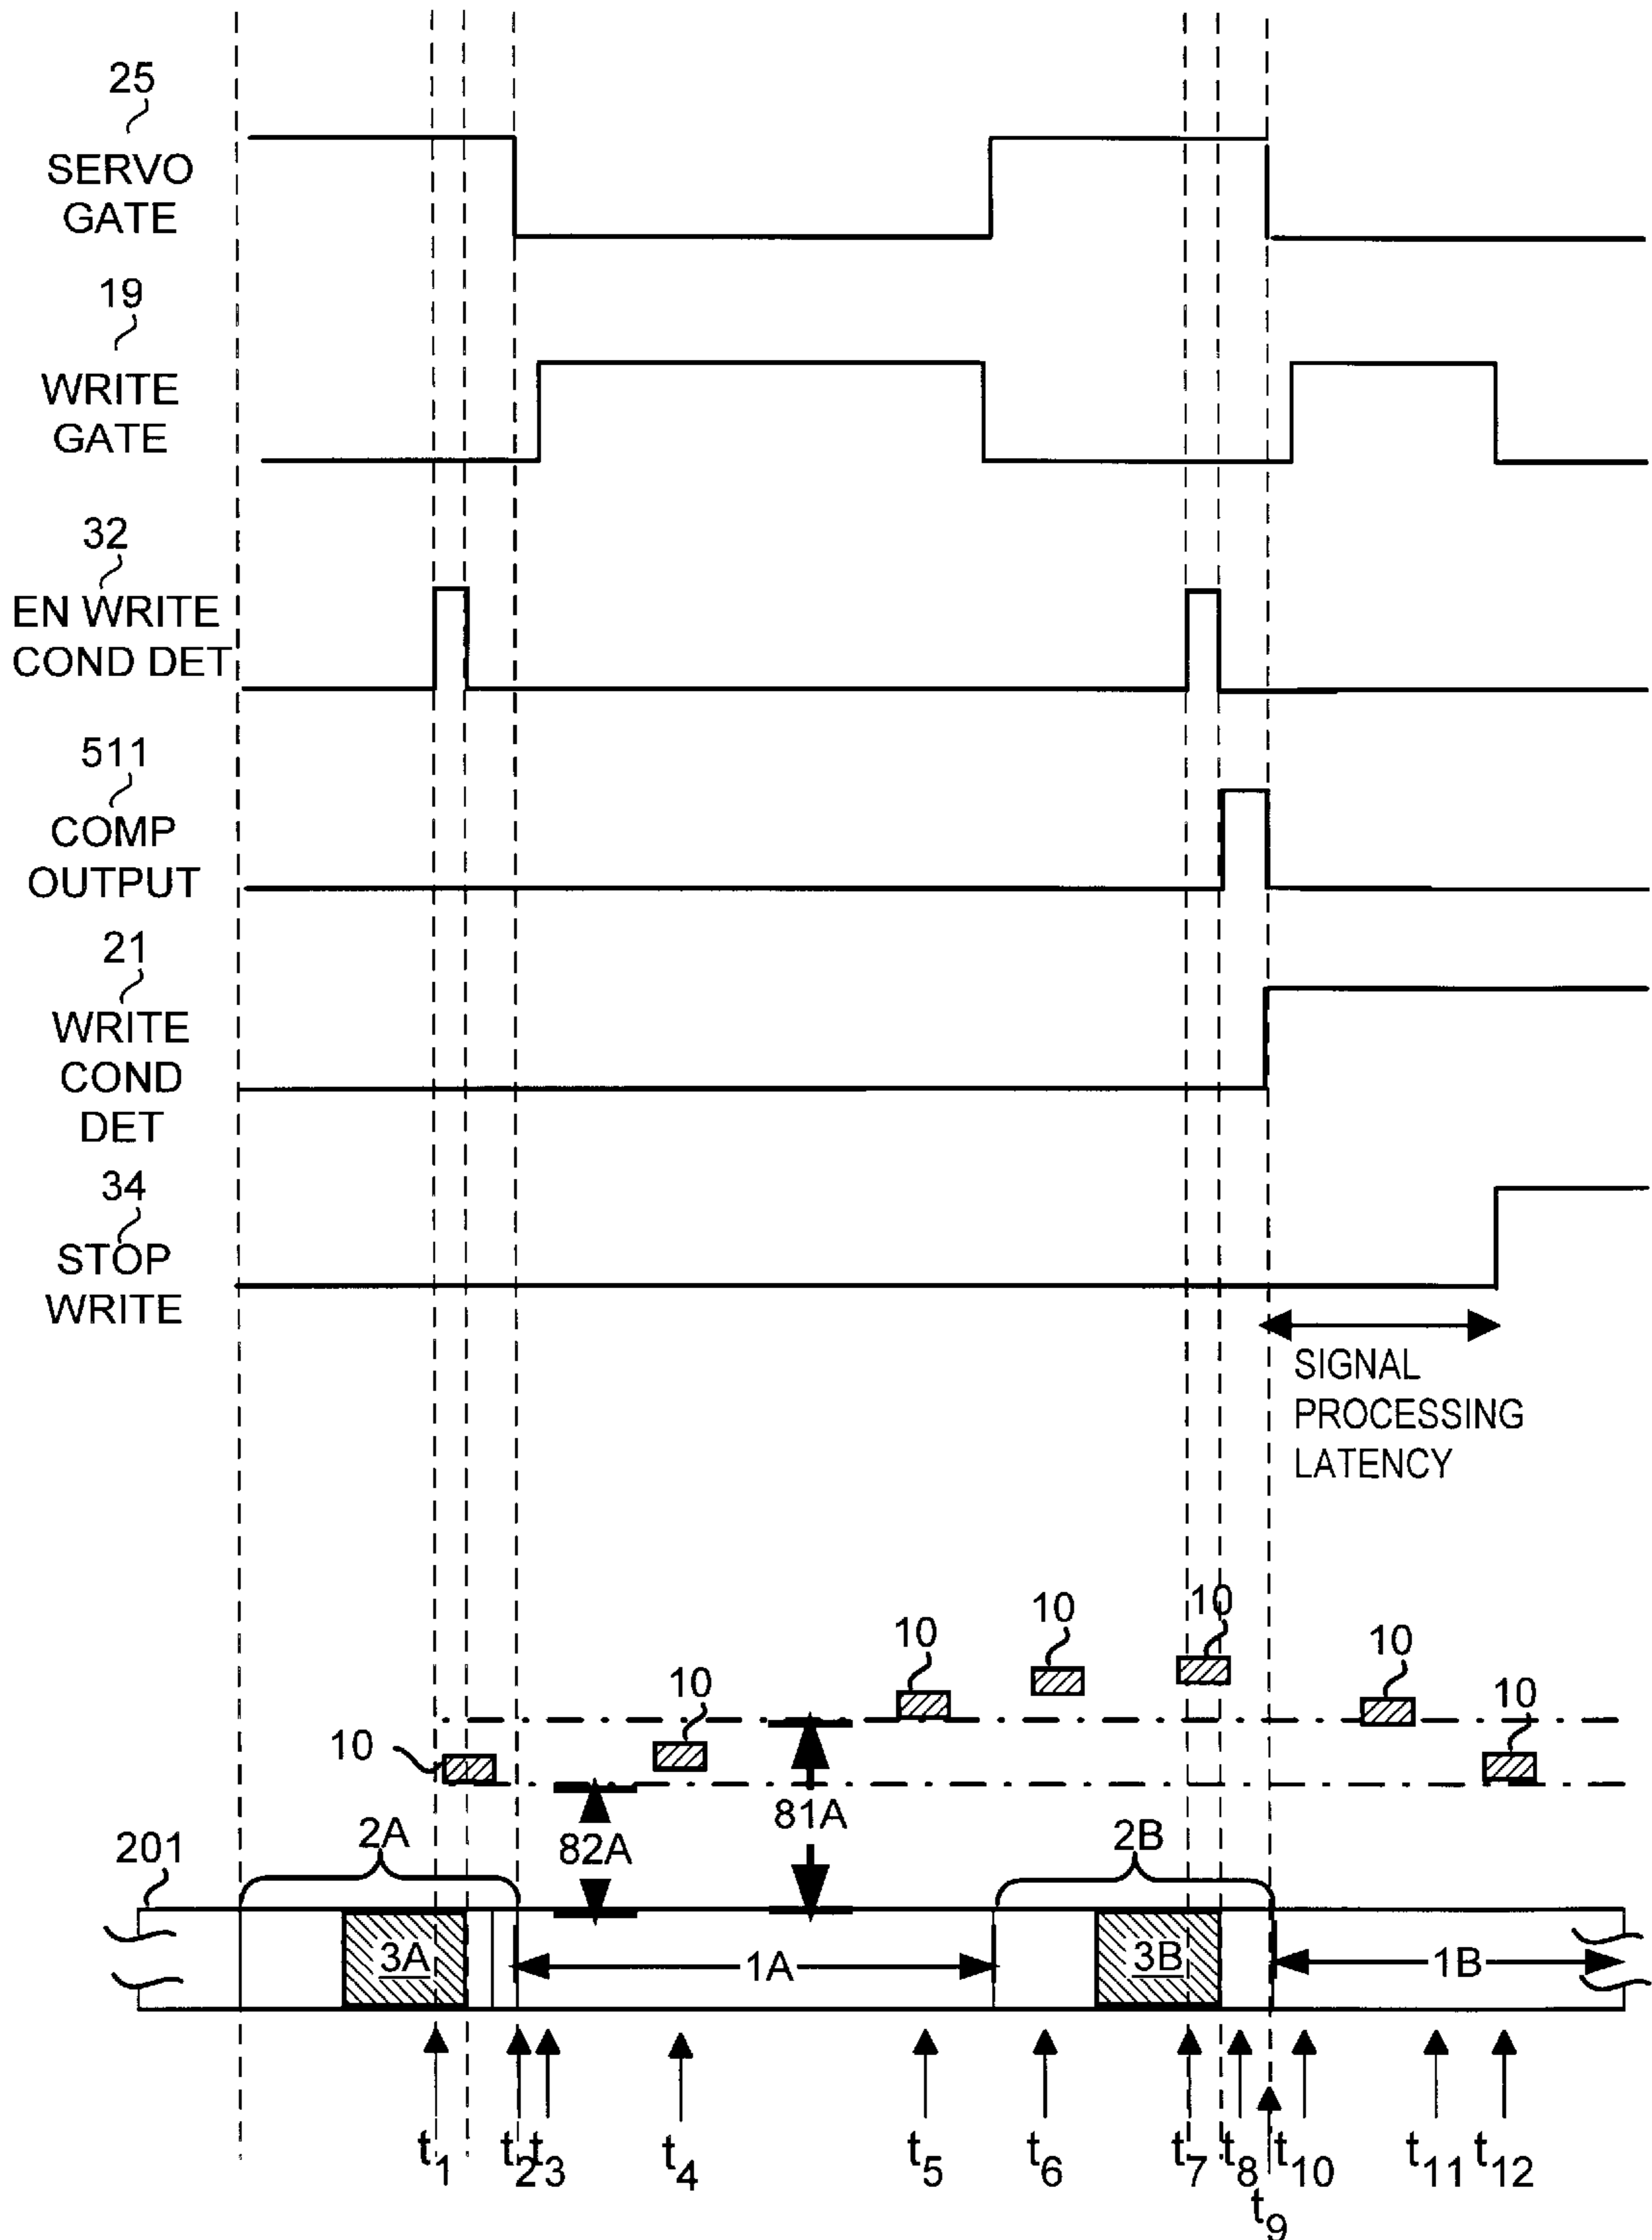 25
SERVO
GATE
19
WRITE
GATE
32
EN WRITE
COND DET
511
COMP
OUTPUT
21
WRITE
COND
DET
34
STOP
WRITE
SIGNAL
PROCESSING
LATENCY
10
10
10
10
10
10
10
81A
82A
2A
2B
201
3A
1A
3B
1B
t1
t2
t3
t4
t5
t6
t7
t8
t9
t10
t11
t12